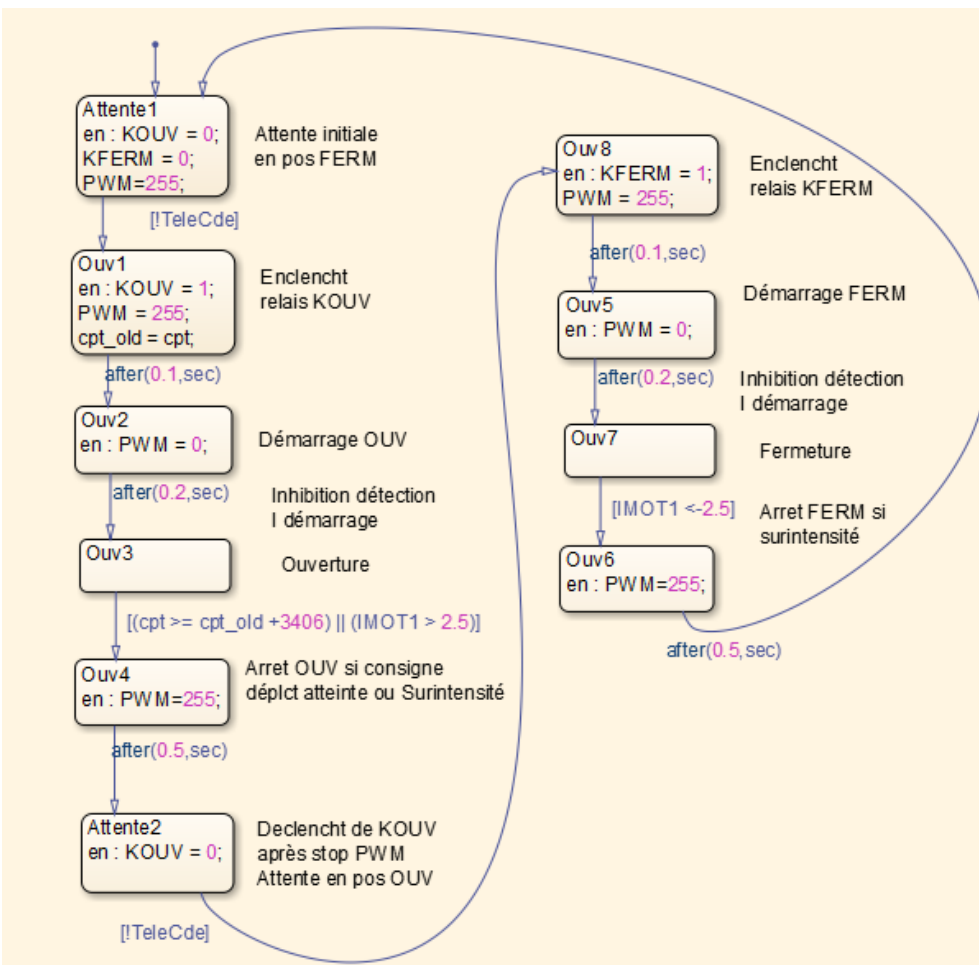 Attente1
en : KOUV = 0;
KFERM = 0;
PWM=255;
Attente initiale
en pos FERM
[!TeleCde]
Ouv1
en : KOUV = 1;
PWM = 255;
cpt_old = cpt;
Enclencht
relais KOUV
after(0.1,sec)
Ouv2
en : PWM = 0;
Démarrage OUV
after(0.2,sec)
Inhibition détection
I démarrage
Ouv3
Ouverture
[(cpt >= cpt_old +3406) || (IMOT1 > 2.5)]
Ouv4
en : PWM=255;
Arret OUV si consigne
déplct atteinte ou Surintensité
after(0.5,sec)
Attente2
en : KOUV = 0;
Declencht de KOUV
après stop PWM
Attente en pos OUV
[!TeleCde]
Ouv8
en : KFERM = 1;
PWM = 255;
Enclencht
relais KFERM
after(0.1,sec)
Ouv5
en : PWM = 0;
Démarrage FERM
after(0.2,sec)
Inhibition détection
I démarrage
Ouv7
Fermeture
[IMOT1 <-2.5]
Arret FERM si
surintensité
Ouv6
en : PWM=255;
after(0.5,sec)